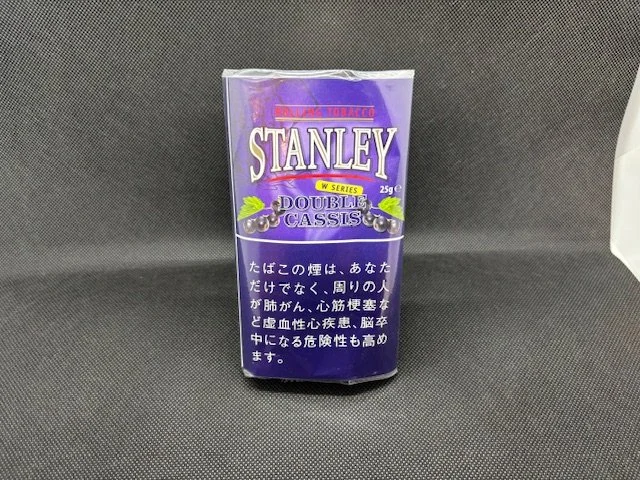 ROLLING TOBACCO
STANLEY
W SERIES
25g ℮
DOUBLE
CASSIS
たばこの煙は、あなた
だけでなく、周りの人
が肺がん、心筋梗塞な
ど虚血性心疾患、脳卒
中になる危険性も高め
ます。